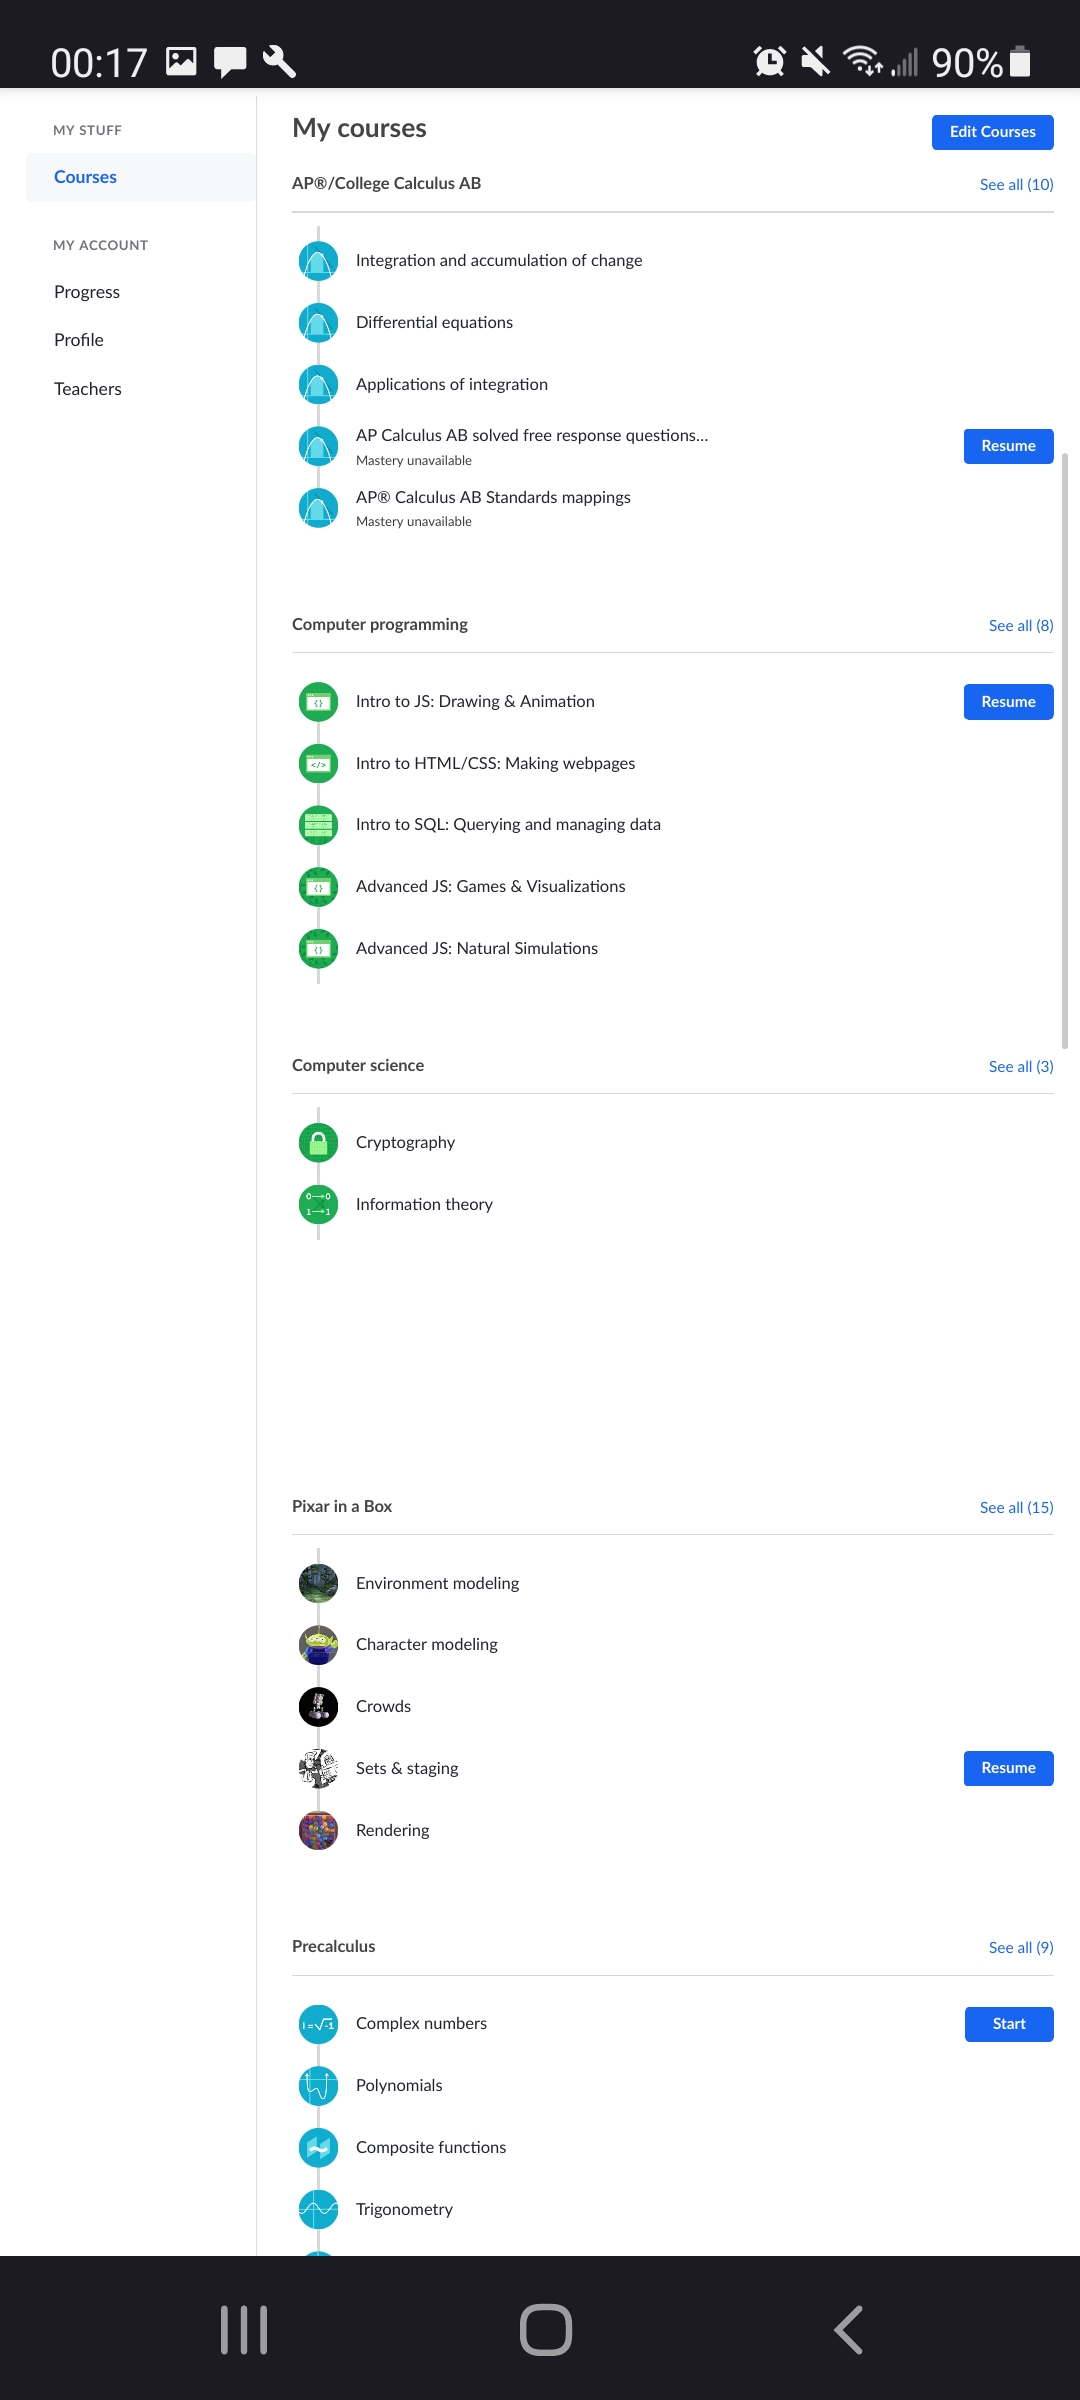 00:17
90%
MY STUFF
Courses
MY ACCOUNT
Progress
Profile
Teachers
My courses
Edit Courses
AP®/College Calculus AB
See all (10)
Integration and accumulation of change
Differential equations
Applications of integration
AP Calculus AB solved free response questions...
Mastery unavailable
Resume
AP® Calculus AB Standards mappings
Mastery unavailable
Computer programming
See all (8)
Intro to JS: Drawing & Animation
Resume
Intro to HTML/CSS: Making webpages
Intro to SQL: Querying and managing data
Advanced JS: Games & Visualizations
Advanced JS: Natural Simulations
Computer science
See all (3)
Cryptography
0→0
1→1
Information theory
Pixar in a Box
See all (15)
Environment modeling
Character modeling
Crowds
Sets & staging
Resume
Rendering
Precalculus
See all (9)
i=√-1
Complex numbers
Start
Polynomials
Composite functions
Trigonometry